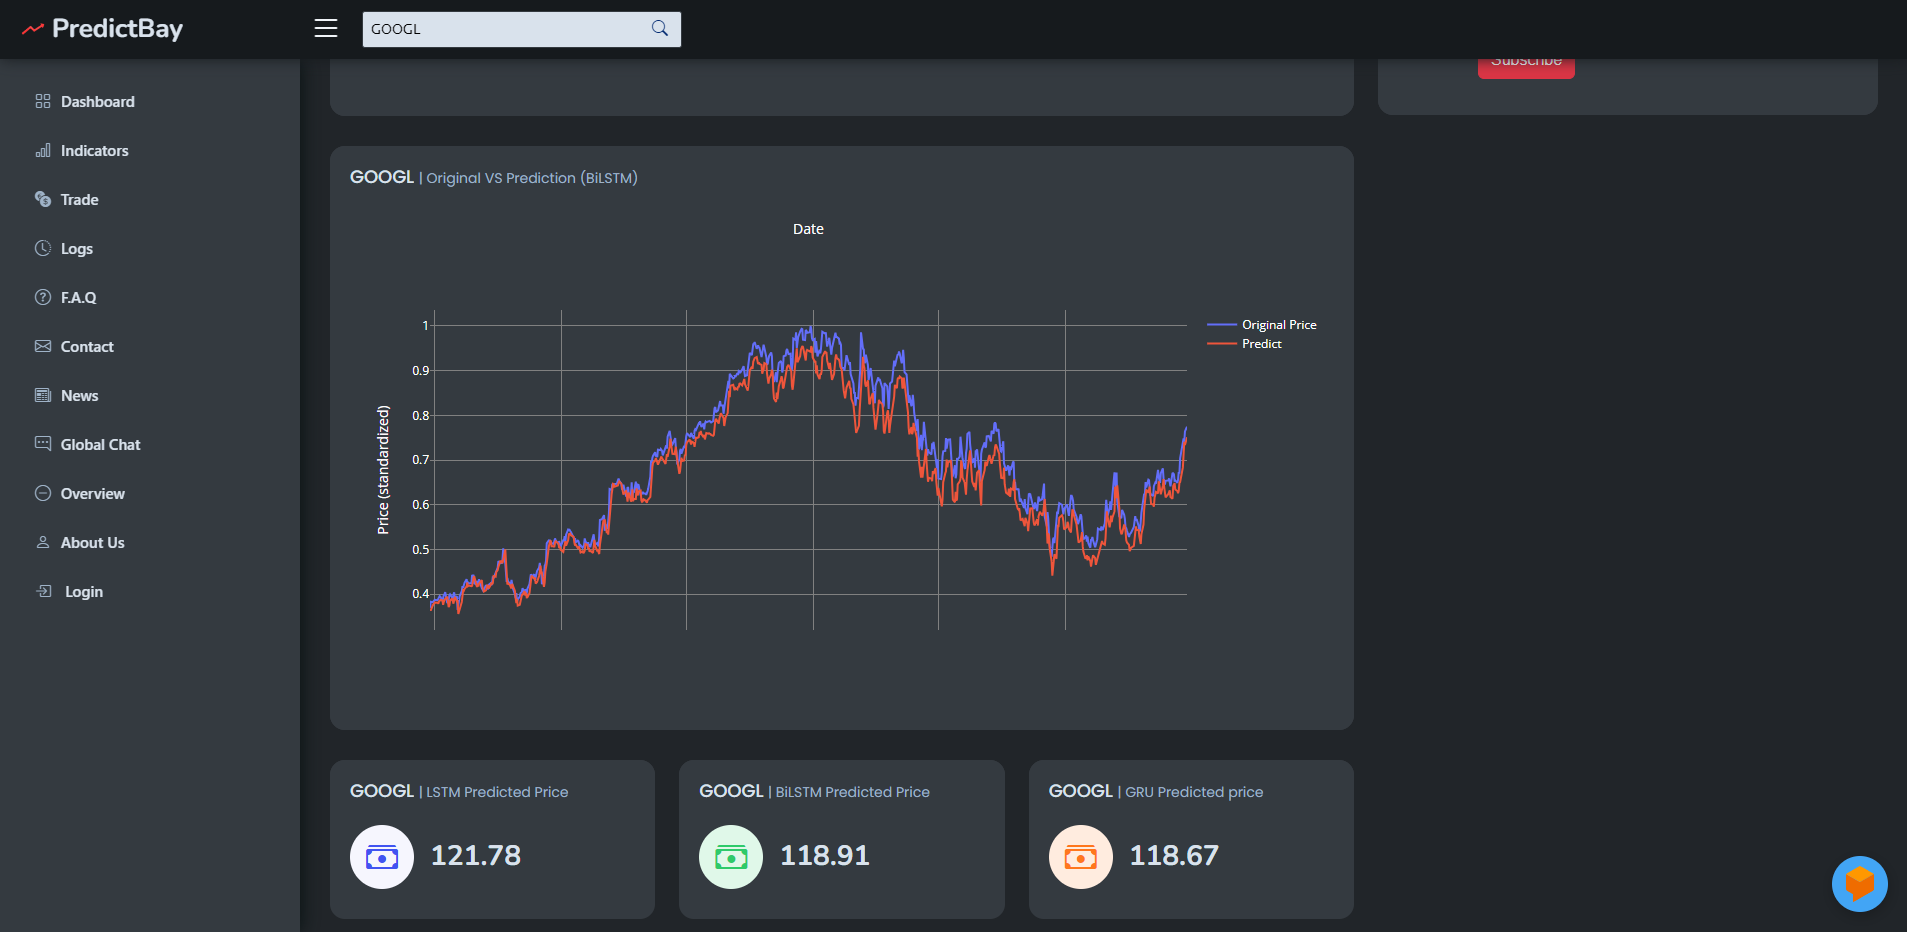 PredictBay
GOOGL
Subscribe
Dashboard
Indicators
Trade
Logs
F.A.Q
Contact
News
Global Chat
Overview
About Us
Login
GOOGL | Original VS Prediction (BiLSTM)
Date
Price (standardized)
1
0.9
0.8
0.7
0.6
0.5
0.4
Original Price
Predict
GOOGL | LSTM Predicted Price
121.78
GOOGL | BiLSTM Predicted Price
118.91
GOOGL | GRU Predicted price
118.67